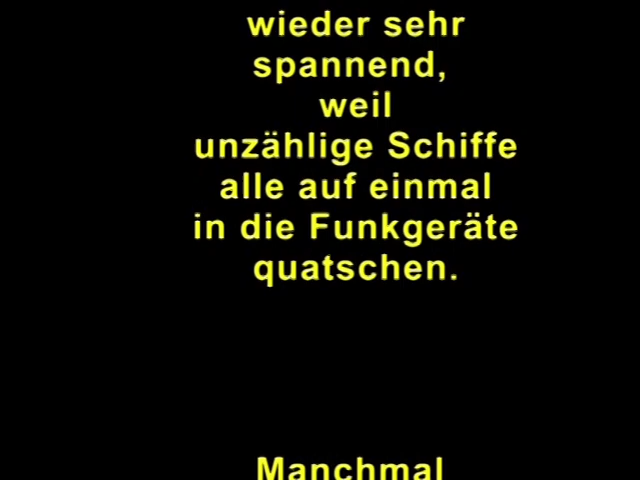 wieder sehr
spannend,
weil
unzählige Schiffe
alle auf einmal
in die Funkgeräte
quatschen.
Manchmal